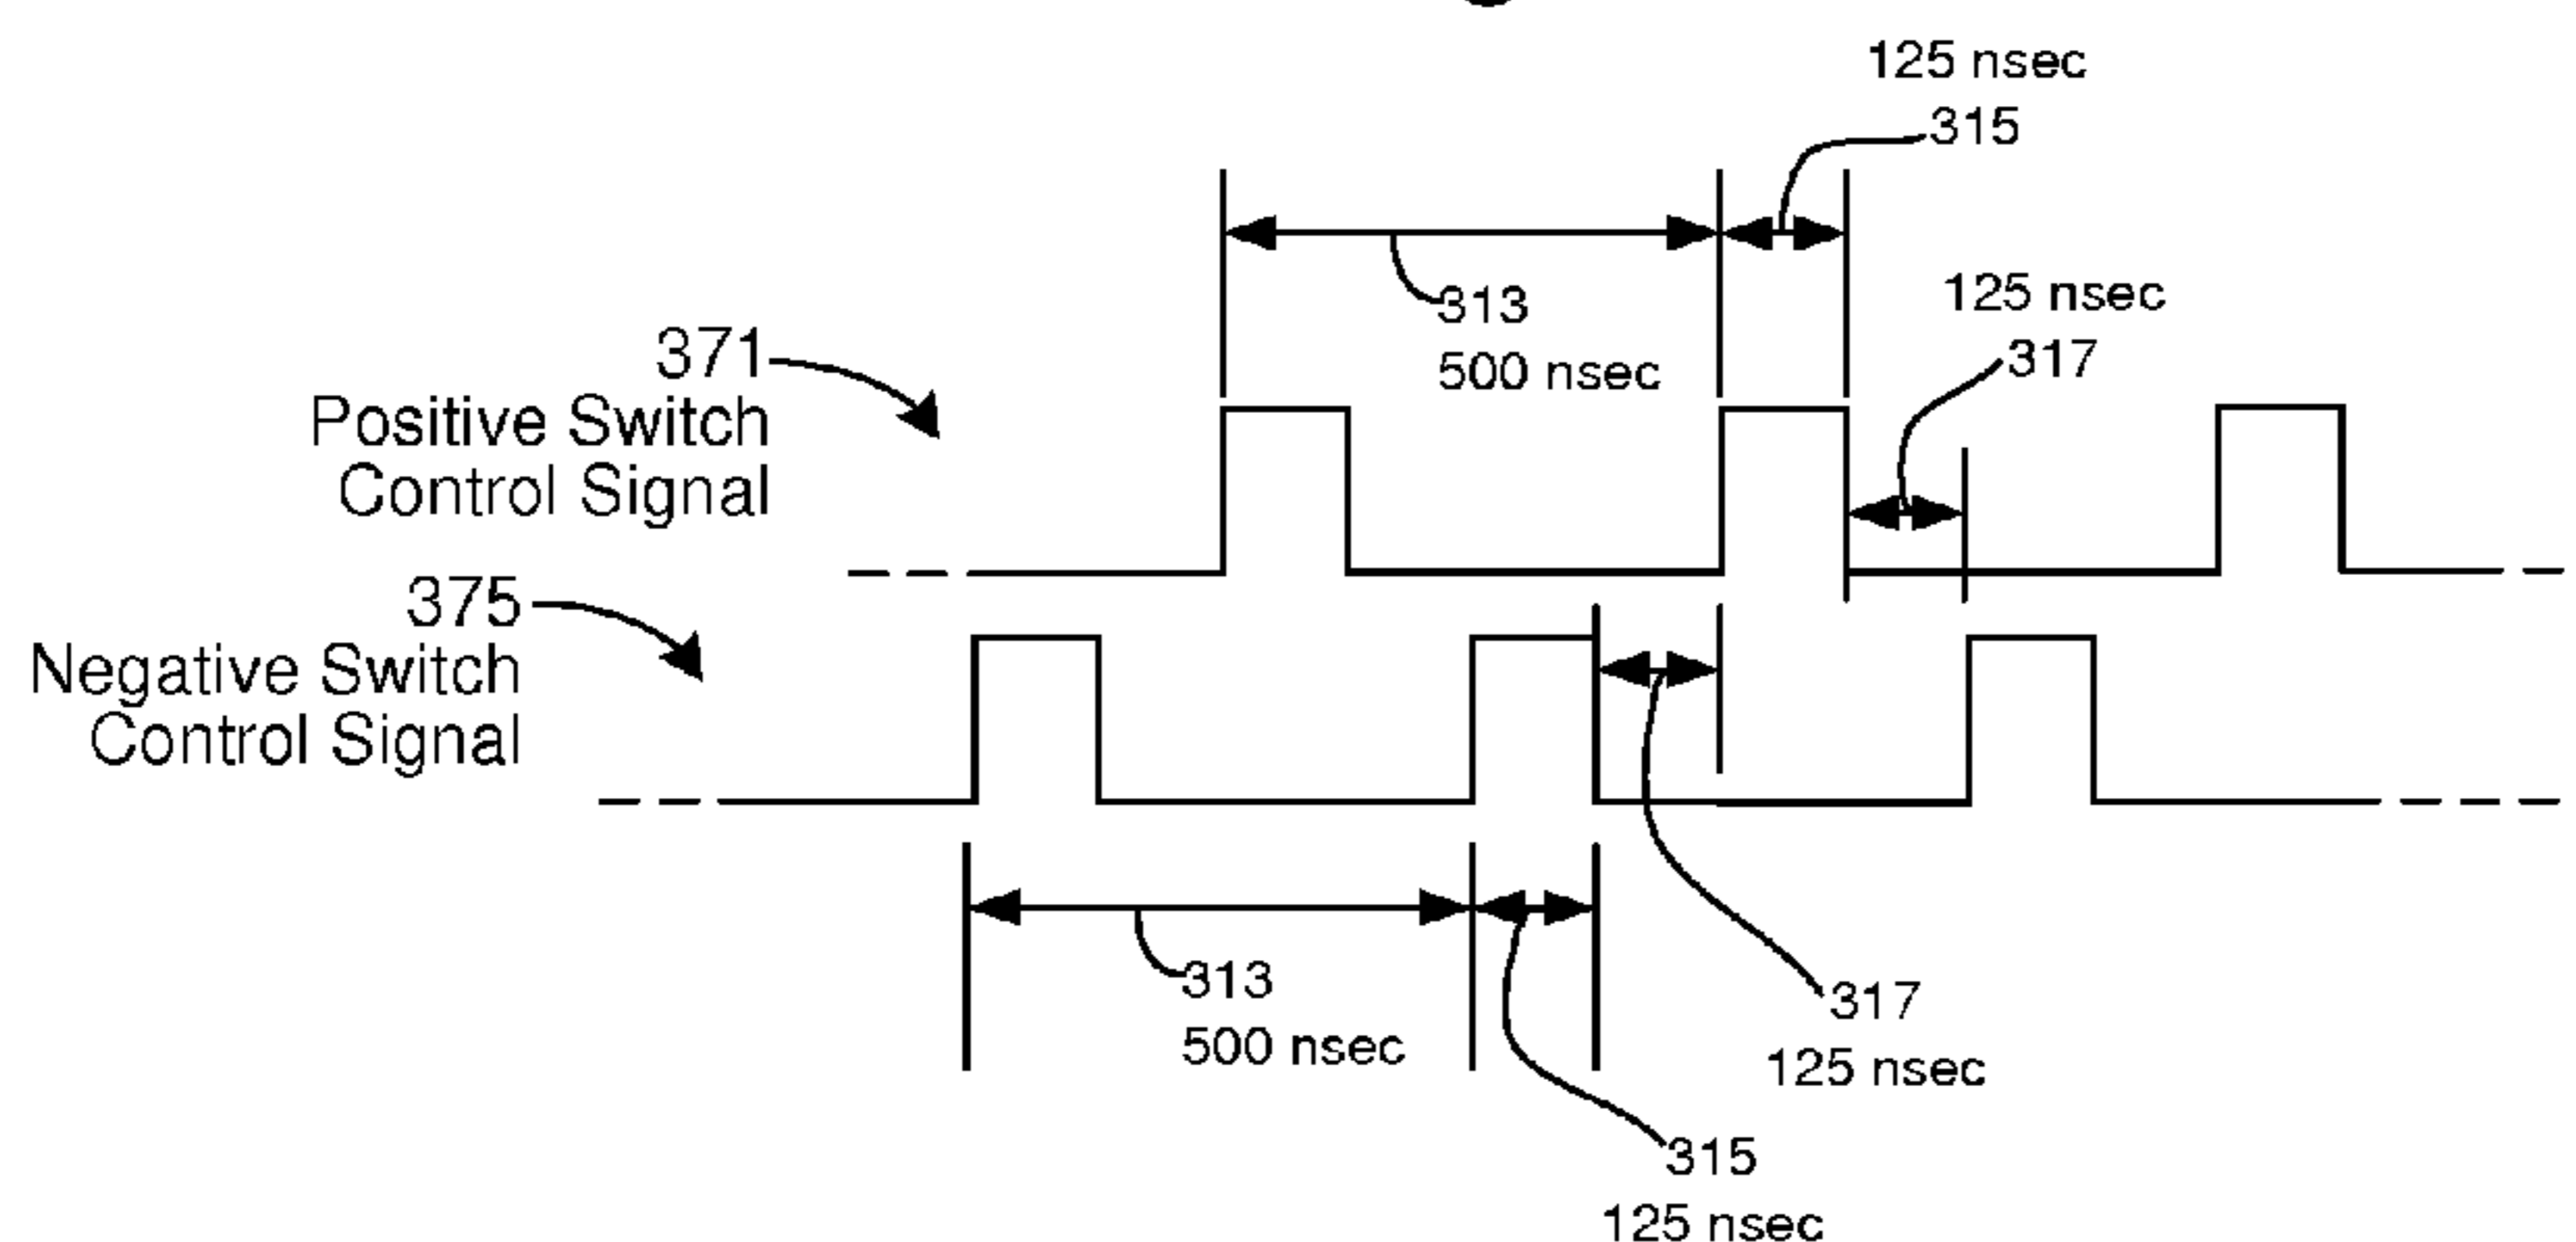 125 nsec
315
125 nsec
317
313
500 nsec
371
Positive Switch
Control Signal
375
Negative Switch
Control Signal
313
500 nsec
317
125 nsec
315
125 nsec